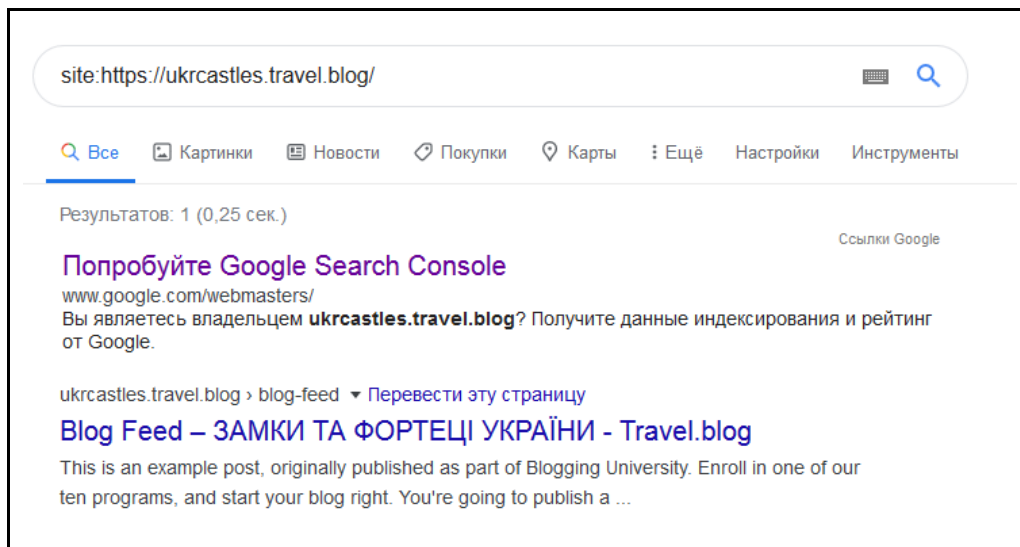 site:https://ukrcastles.travel.blog/
Все Картинки Новости Покупки Карты Ещё Настройки Инструменты
Результатов: 1 (0,25 сек.)
Ссылки Google
Попробуйте Google Search Console
www.google.com/webmasters/
Вы являетесь владельцем ukrcastles.travel.blog? Получите данные индексирования и рейтинг
от Google.
ukrcastles.travel.blog › blog-feed ▼ Перевести эту страницу
Blog Feed – ЗАМКИ ТА ФОРТЕЦІ УКРАЇНИ - Travel.blog
This is an example post, originally published as part of Blogging University. Enroll in one of our
ten programs, and start your blog right. You're going to publish a ...